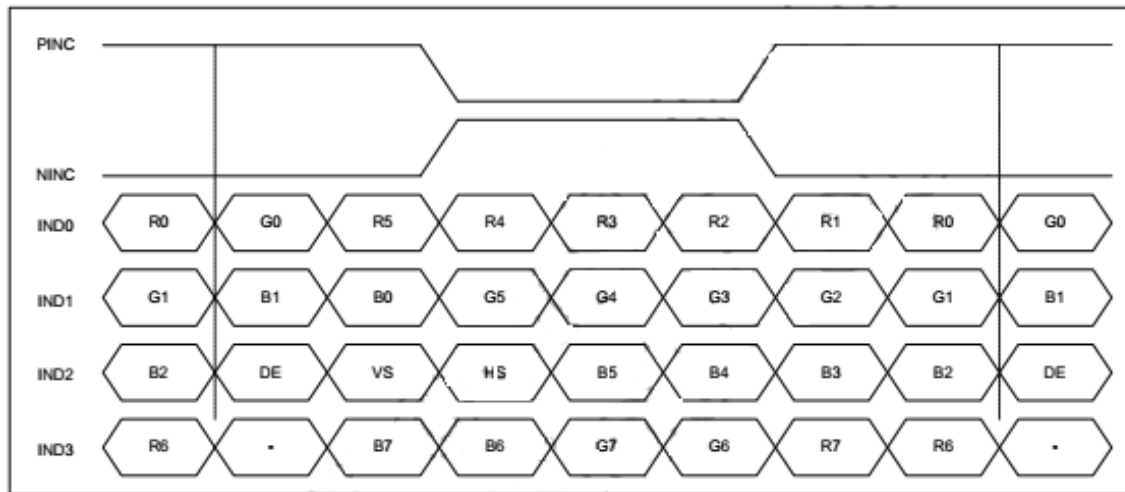 PINC
NINC
IND0 R0 G0 R5 R4 R3 R2 R1 R0 G0
IND1 G1 B1 B0 G5 G4 G3 G2 G1 B1
IND2 B2 DE VS HS B5 B4 B3 B2 DE
IND3 R6 - B7 B6 G7 G6 R7 R6 -